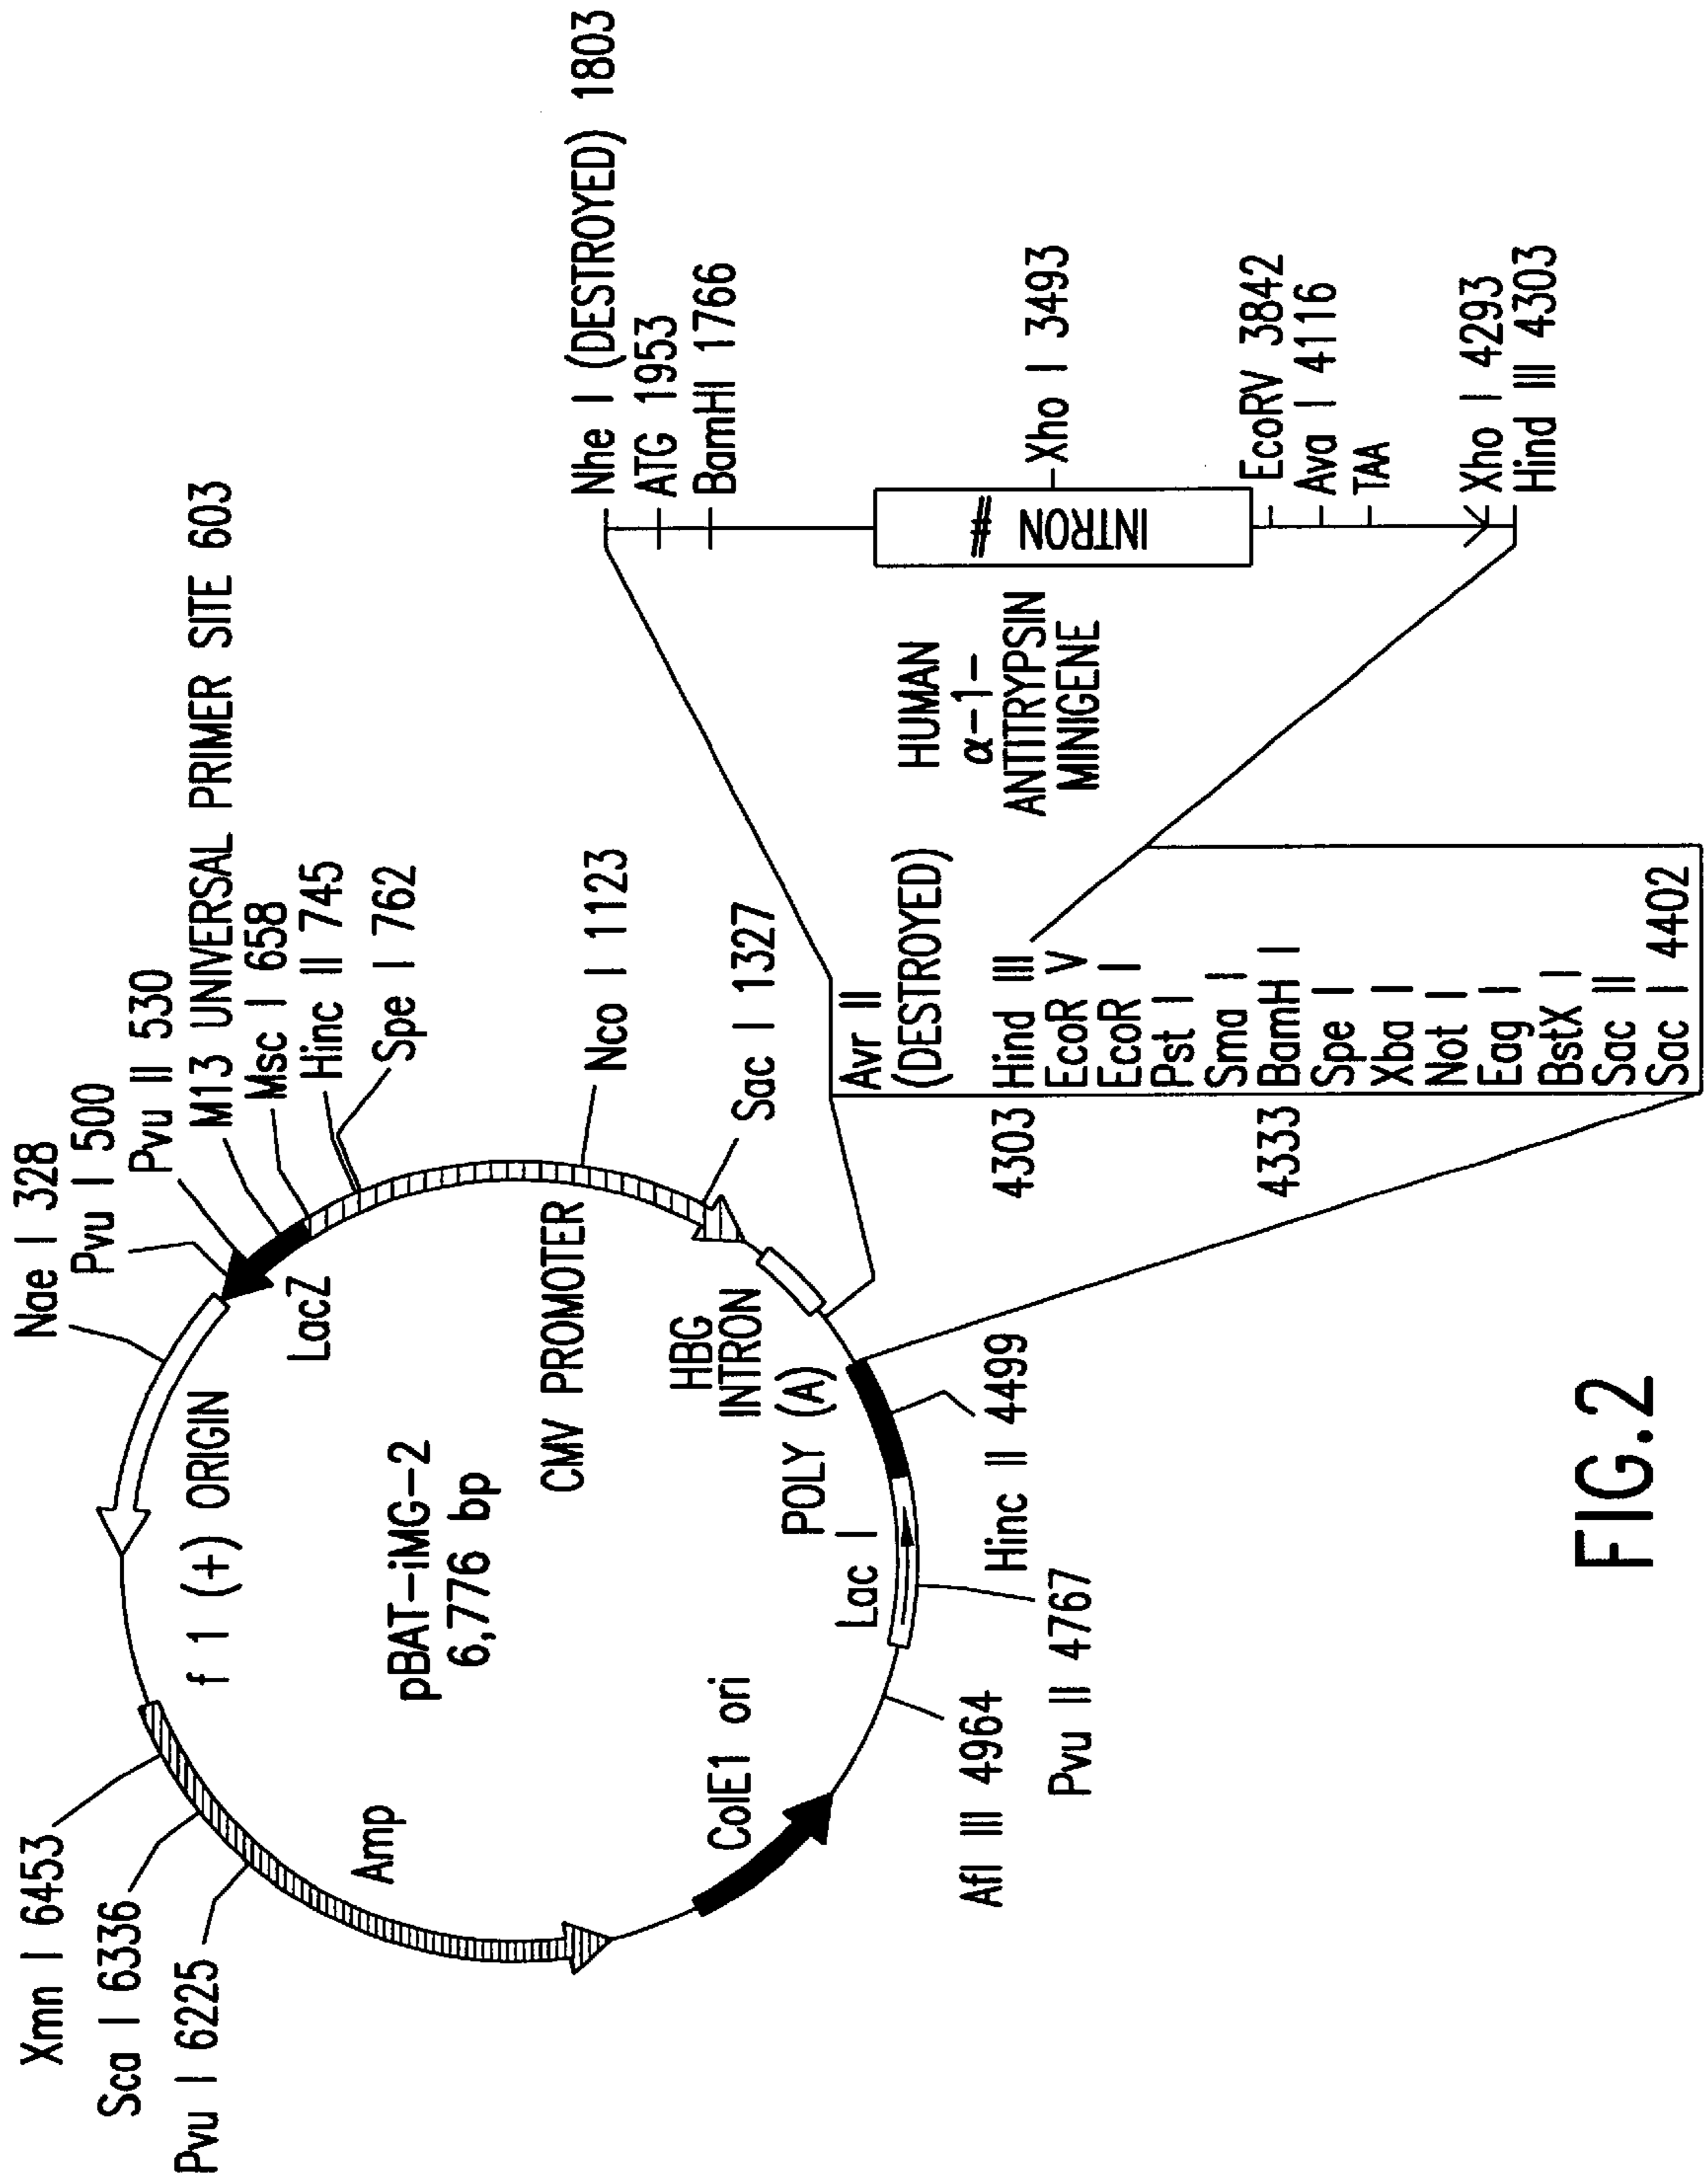 Xmn I 6453
Sca I 6336
Pvu I 6225
Nae I 328
Pvu I 500
Pvu II 530
M13 UNIVERSAL PRIMER SITE 603
Msc I 658
Hinc II 745
Spe I 762
Nco I 1123
Sac I 1327
f 1 (+) ORIGIN
LacZ
Amp
pBAT-iMG-2
6,776 bp
CMV PROMOTER
HBG
INTRON
POLY (A)
Lac I
ColE1 ori
Afl III 4964
Pvu II 4767
Hinc II 4499
Avr II
(DESTROYED)
4303 Hind III
EcoR V
EcoR I
Pst I
Sma I
4333 BamH I
Spe I
Xba I
Not I
Eag I
BstX I
Sac II
Sac I 4402
HUMAN
α-1-
ANTITRYPSIN
MINIGENE
Nhe I (DESTROYED) 1803
ATG 1953
BamHI 1766
INTRON #
Xho I 3493
EcoRV 3842
Ava I 4116
TAA
Xho I 4293
Hind III 4303
FIG.2